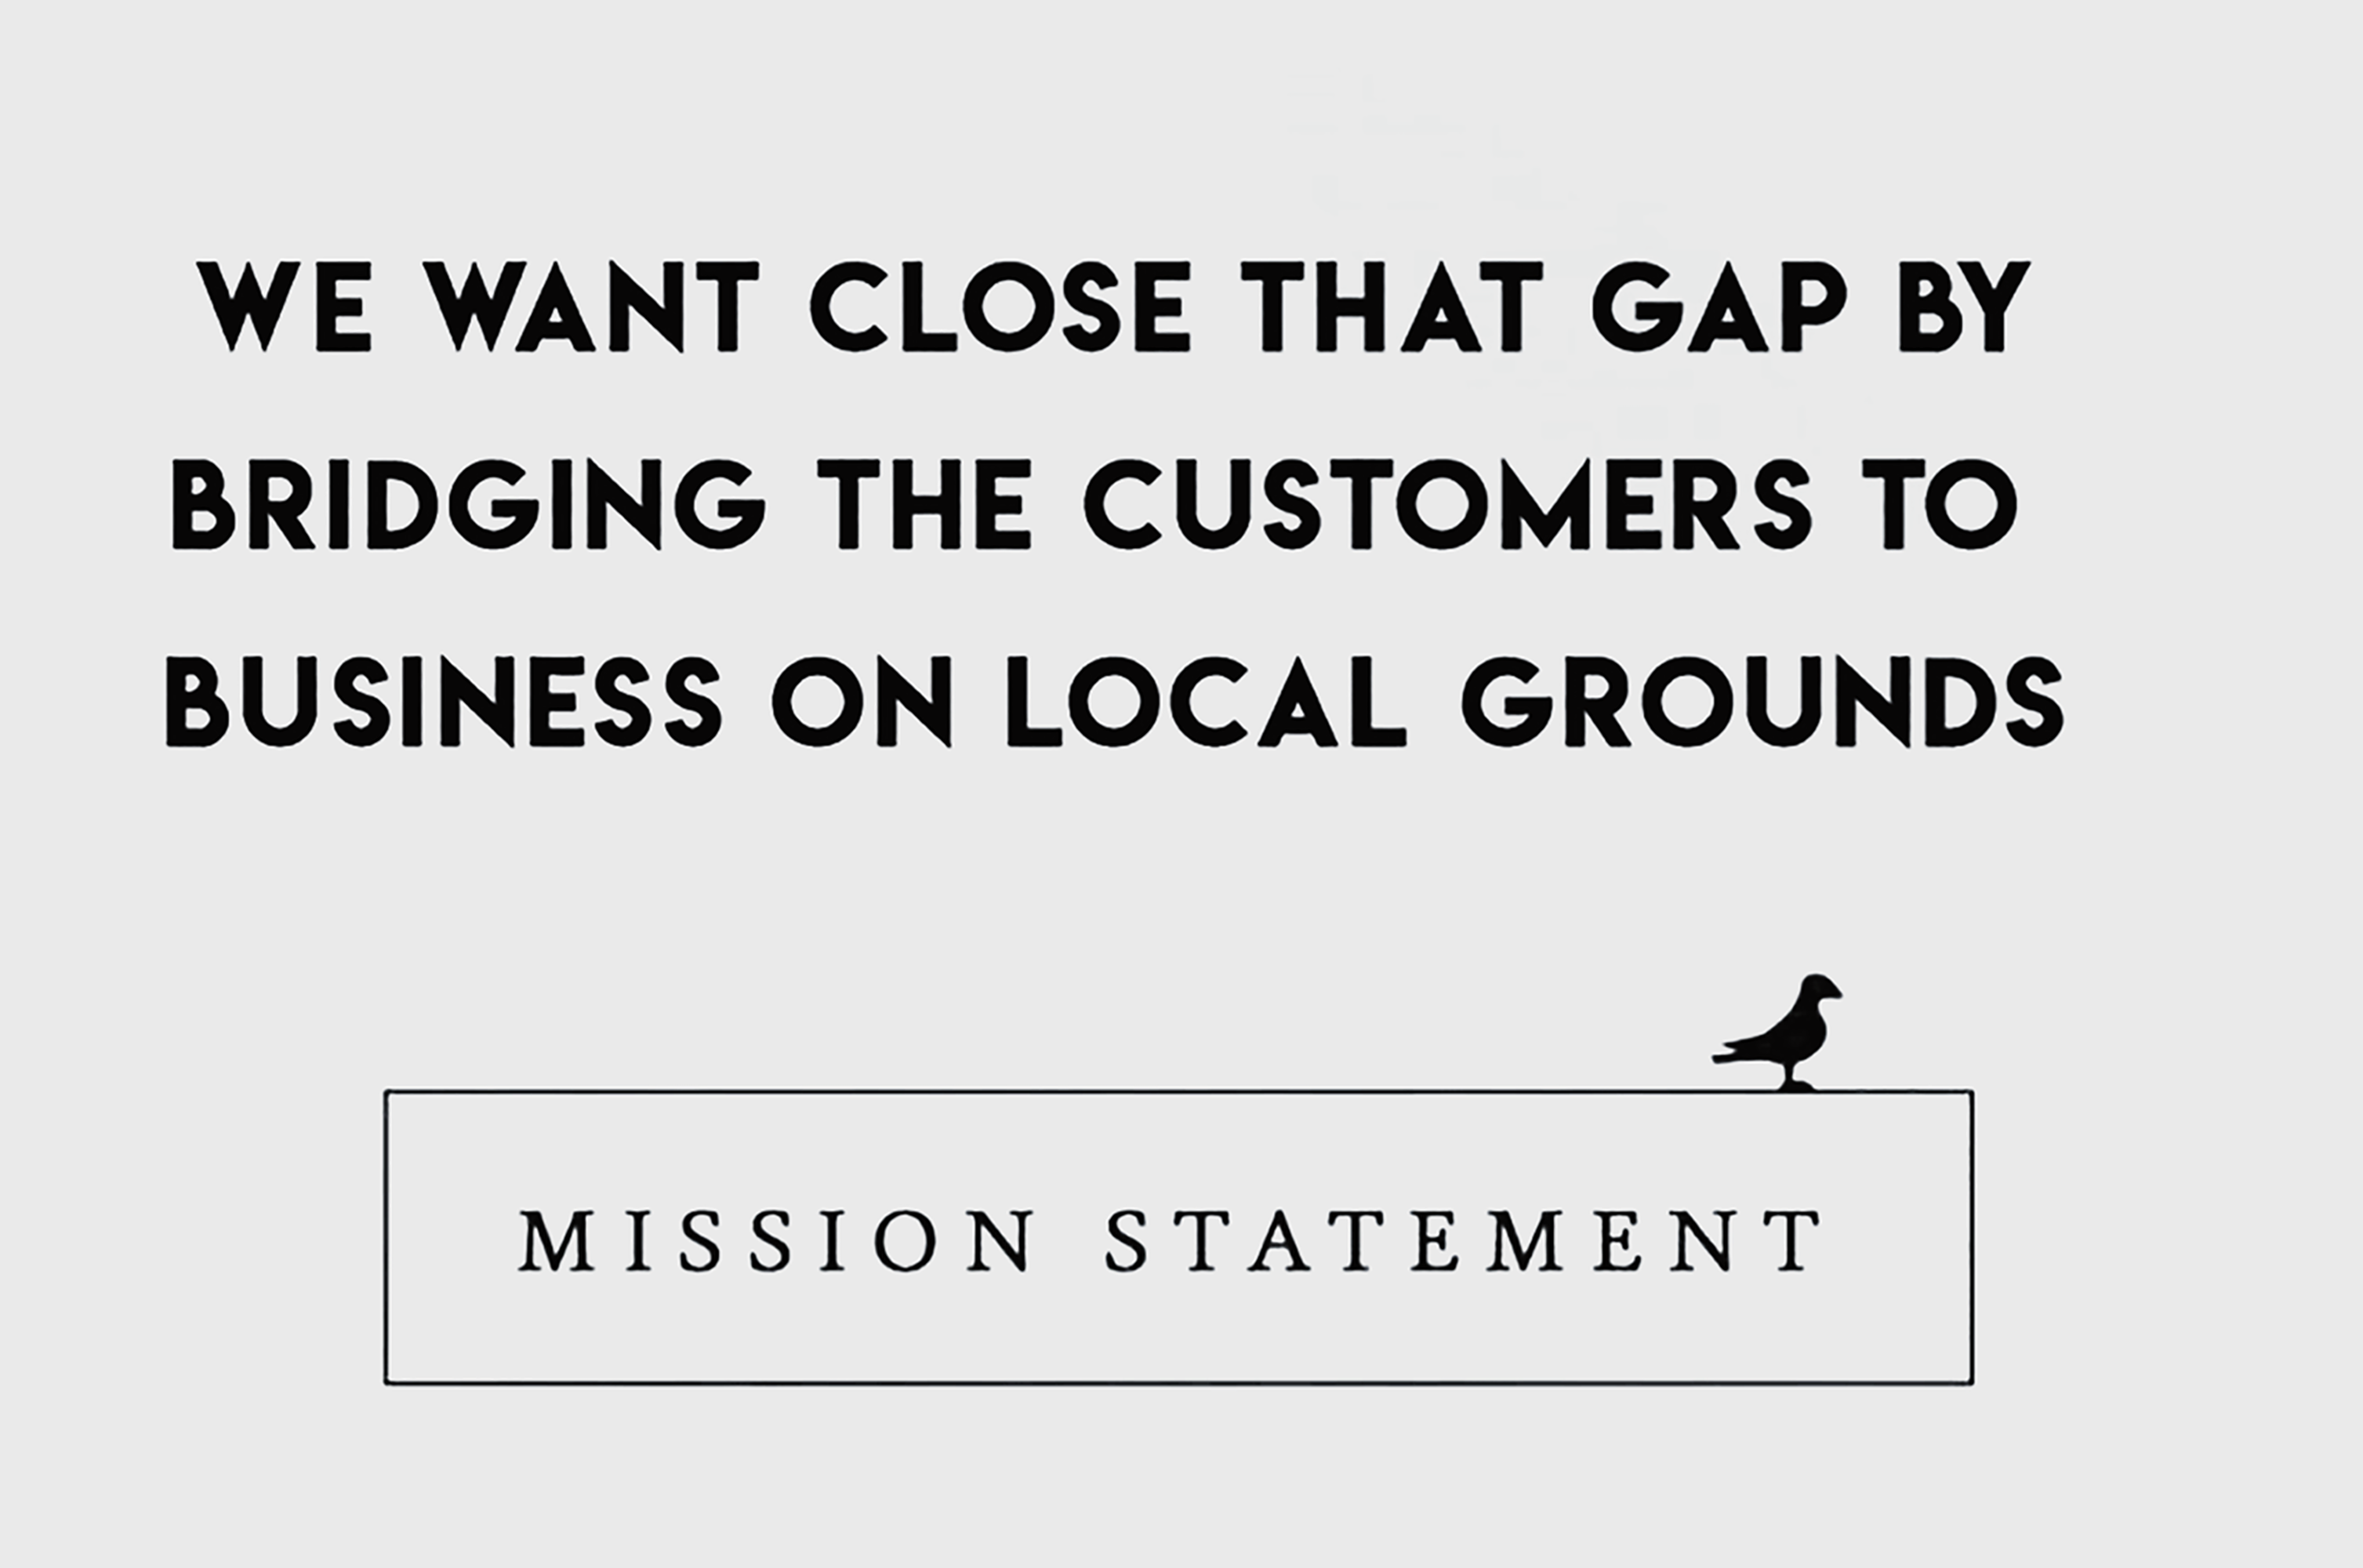 WE WANT CLOSE THAT GAP BY
BRIDGING THE CUSTOMERS TO
BUSINESS ON LOCAL GROUNDS
MISSION STATEMENT